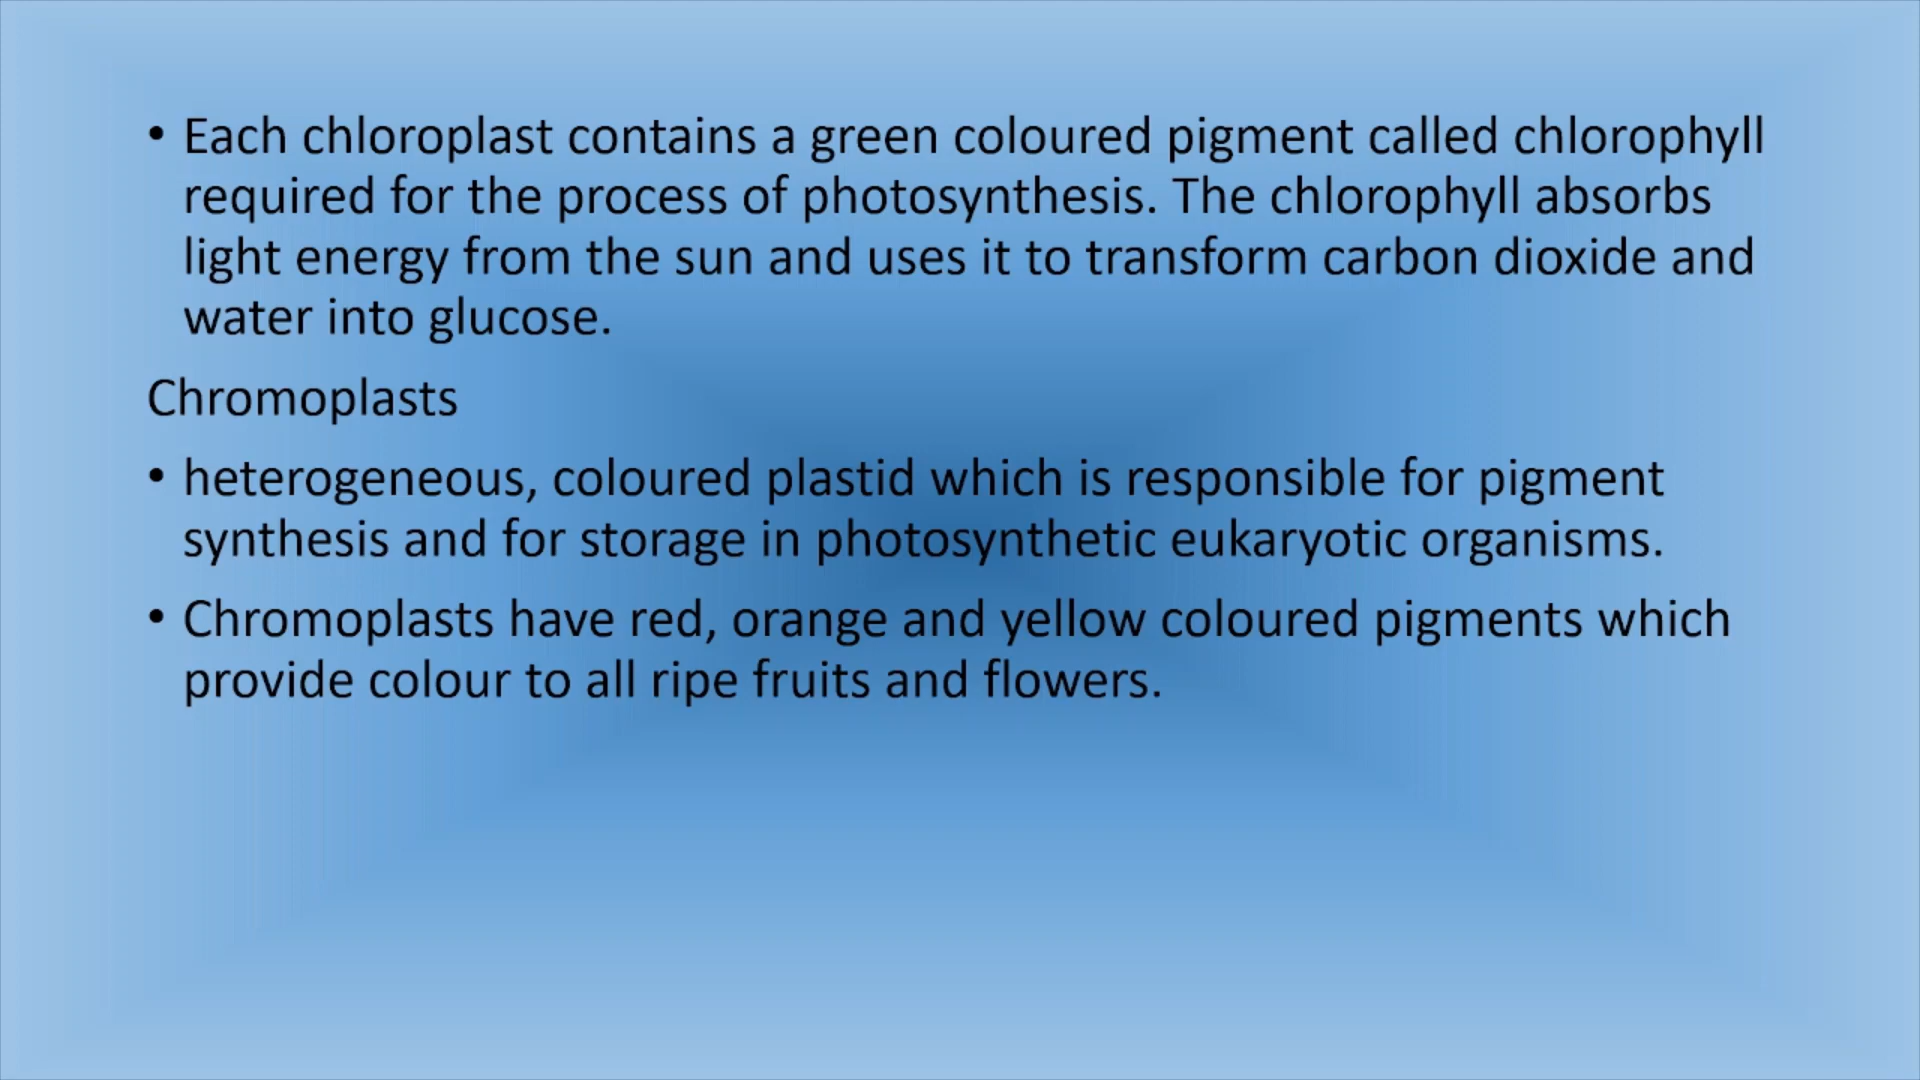 • Each chloroplast contains a green coloured pigment called chlorophyll
required for the process of photosynthesis. The chlorophyll absorbs
light energy from the sun and uses it to transform carbon dioxide and
water into glucose.
Chromoplasts
• heterogeneous, coloured plastid which is responsible for pigment
synthesis and for storage in photosynthetic eukaryotic organisms.
• Chromoplasts have red, orange and yellow coloured pigments which
provide colour to all ripe fruits and flowers.